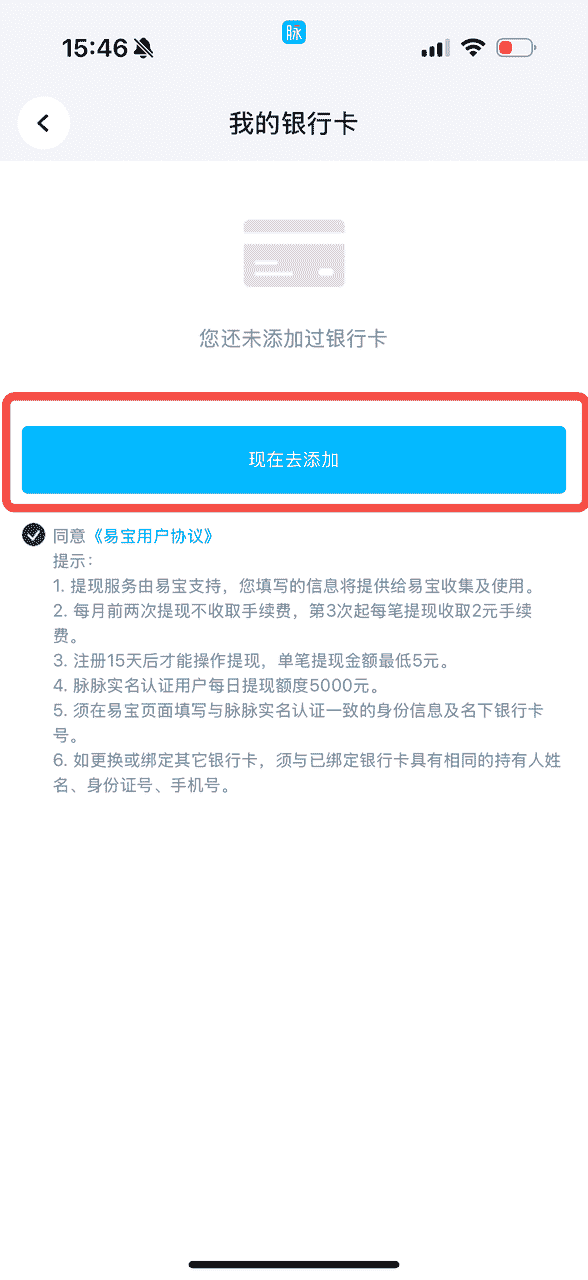 15:46
脉
我的银行卡
您还未添加过银行卡
现在去添加
同意《易宝用户协议》
提示：
1. 提现服务由易宝支持，您填写的信息将提供给易宝收集及使用。
2. 每月前两次提现不收取手续费，第3次起每笔提现收取2元手续
费。
3. 注册15天后才能操作提现，单笔提现金额最低5元。
4. 脉脉实名认证用户每日提现额度5000元。
5. 须在易宝页面填写与脉脉实名认证一致的身份信息及名下银行卡
号。
6. 如更换或绑定其它银行卡，须与已绑定银行卡具有相同的持有人姓
名、身份证号、手机号。